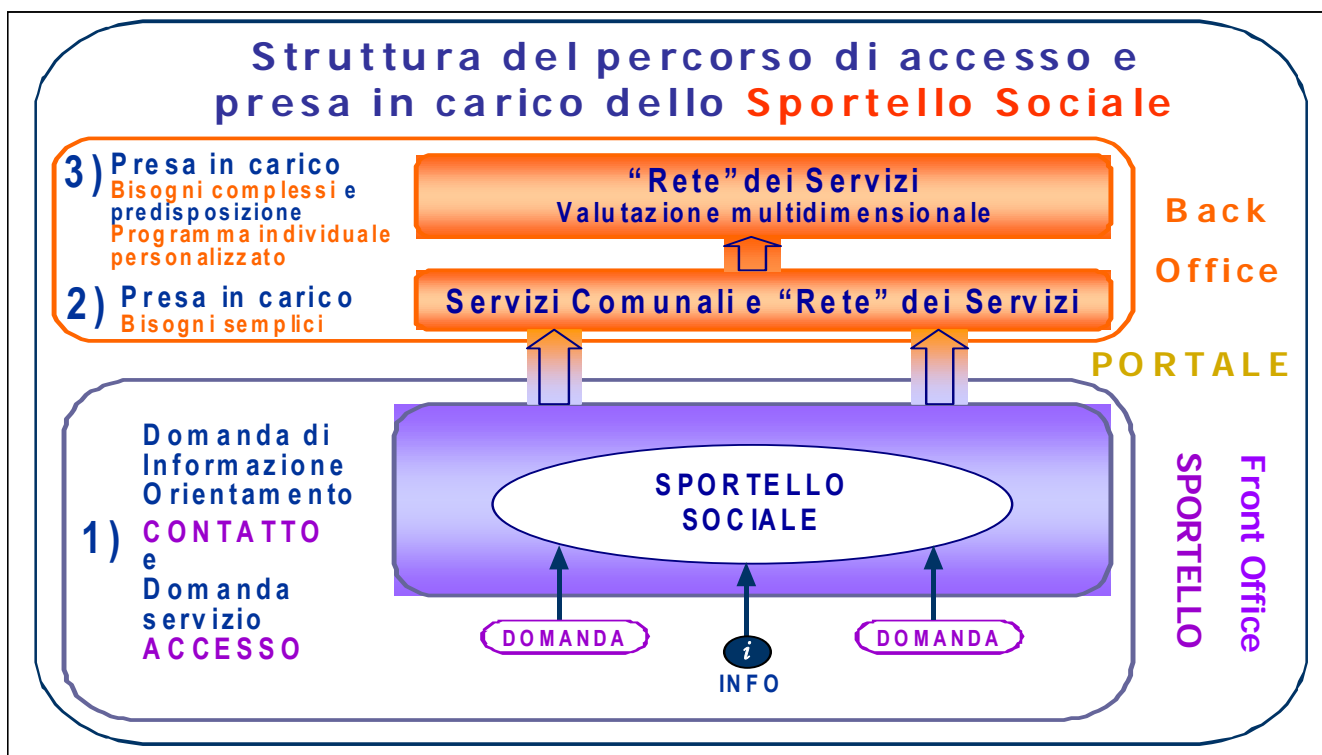 Struttura del percorso di accesso e
presa in carico dello Sportello Sociale
3) Presa in carico
Bisogni complessi e
predisposizione
Programma individuale
personalizzato
“Rete” dei Servizi
Valutazione multidimensionale
Back
Office
2) Presa in carico
Bisogni semplici
Servizi Comunali e “Rete” dei Servizi
PORTALE
1)
Domanda di
Informazione
Orientamento
CONTATTO
e
Domanda
servizio
ACCESSO
SPORTELLO
SOCIALE
DOMANDA
i
INFO
DOMANDA
Front Office
SPORTELLO